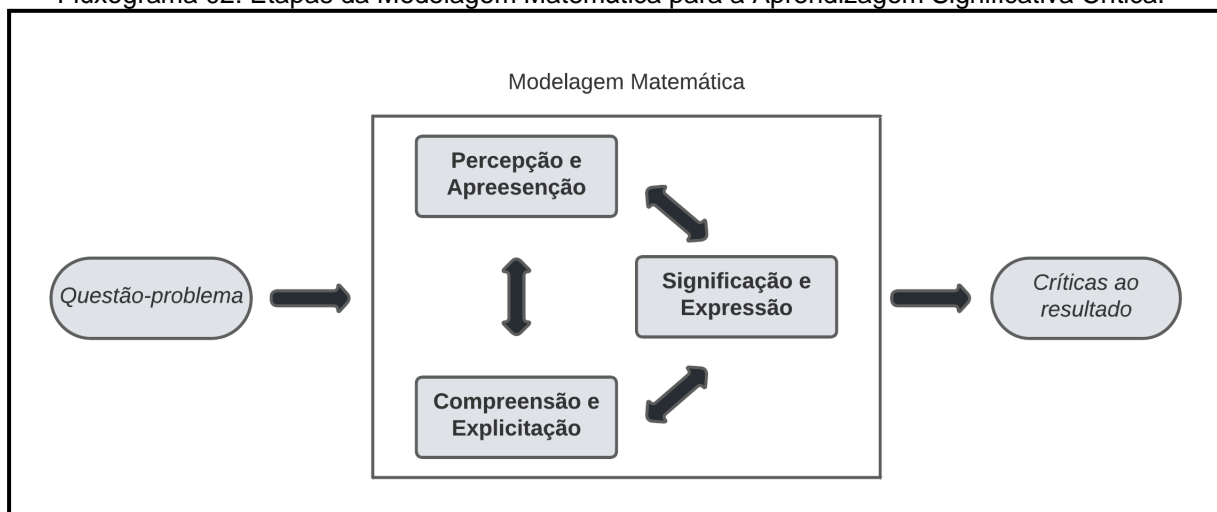 Fluxograma 02: Etapas da Modelagem Matemática para a Aprendizagem Significativa Crítica.
Modelagem Matemática
Percepção e
Apreesenção
Questão-problema
Significação e
Expressão
Críticas ao
resultado
Compreensão e
Explicitação